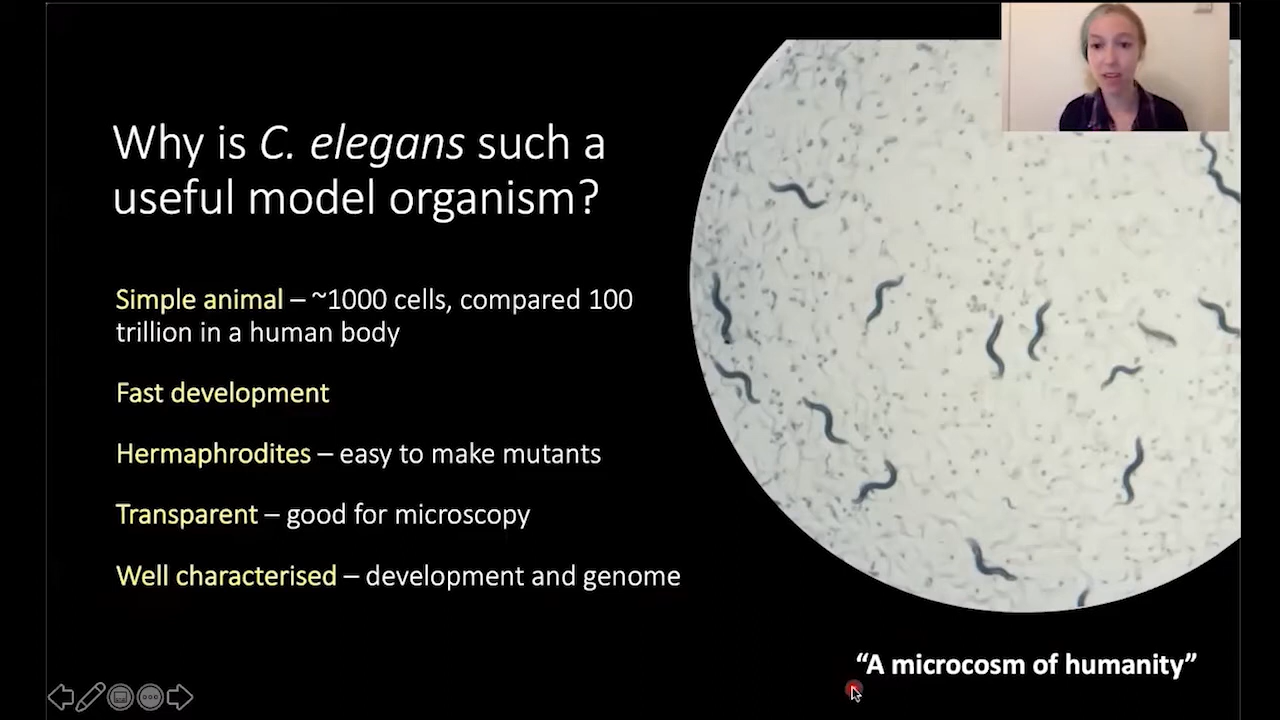 Why is C. elegans such a
useful model organism?
Simple animal – ~1000 cells, compared 100
trillion in a human body
Fast development
Hermaphrodites – easy to make mutants
Transparent – good for microscopy
Well characterised – development and genome
“A microcosm of humanity”